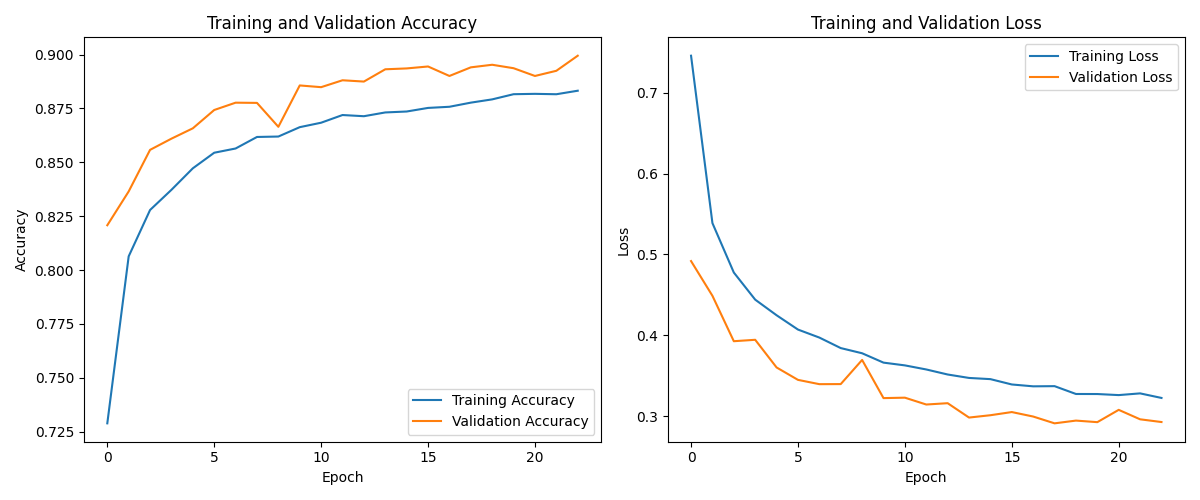 Training and Validation Accuracy
0.900
0.875
0.850
0.825
0.800
0.775
0.750
0.725
Accuracy
0
5
10
15
20
Epoch
Training Accuracy
Validation Accuracy
Training and Validation Loss
0.7
0.6
0.5
0.4
0.3
Loss
0
5
10
15
20
Epoch
Training Loss
Validation Loss